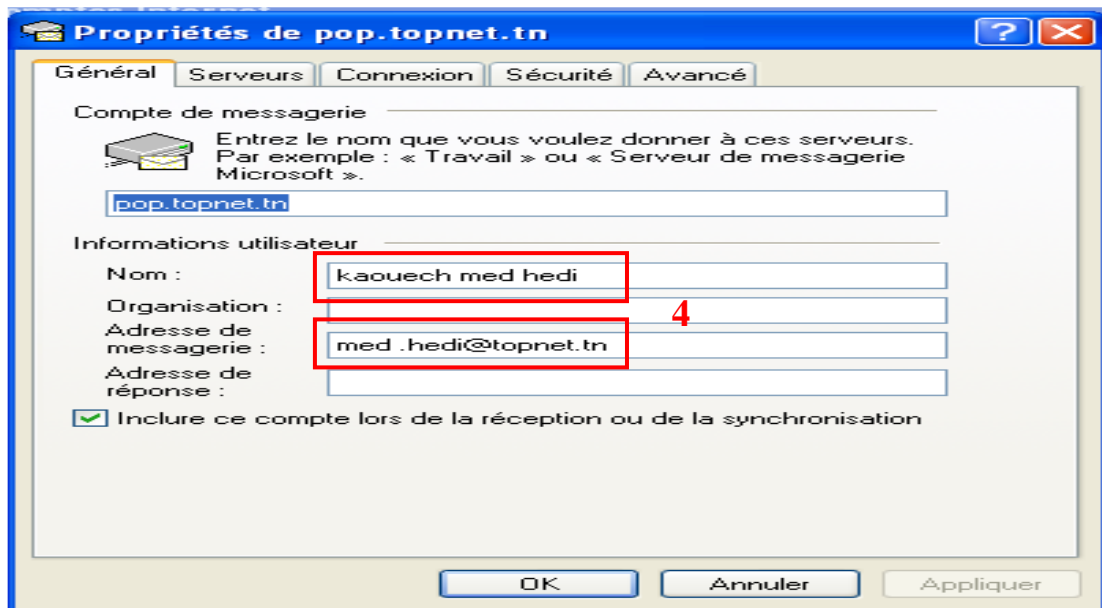 Propriétés de pop.topnet.tn
Général Serveurs Connexion Sécurité Avancé
Compte de messagerie
Entrez le nom que vous voulez donner à ces serveurs.
Par exemple : « Travail » ou « Serveur de messagerie
Microsoft ».
pop.topnet.tn
Informations utilisateur
Nom : kaouech med hedi
Organisation :
4
Adresse de
messagerie : med .hedi@topnet.tn
Adresse de
réponse :
Inclure ce compte lors de la réception ou de la synchronisation
OK Annuler Appliquer